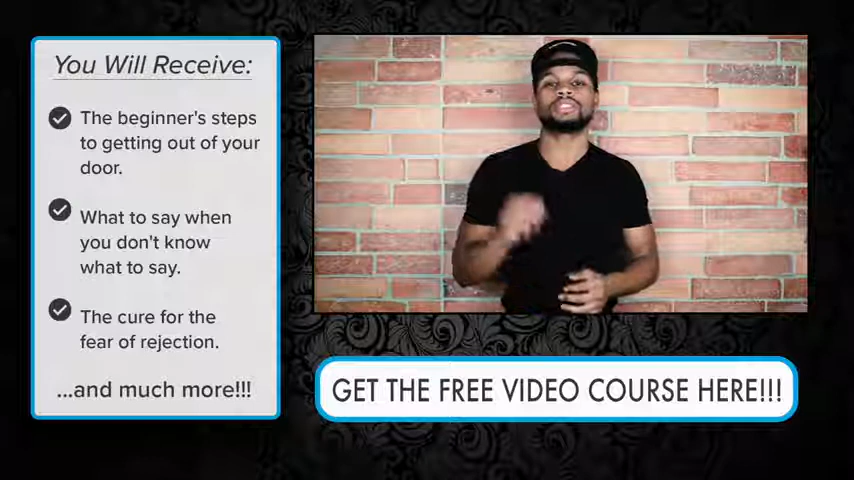 You Will Receive:
The beginner's steps
to getting out of your
door.
What to say when
you don't know
what to say.
The cure for the
fear of rejection.
...and much more!!!
GET THE FREE VIDEO COURSE HERE!!!